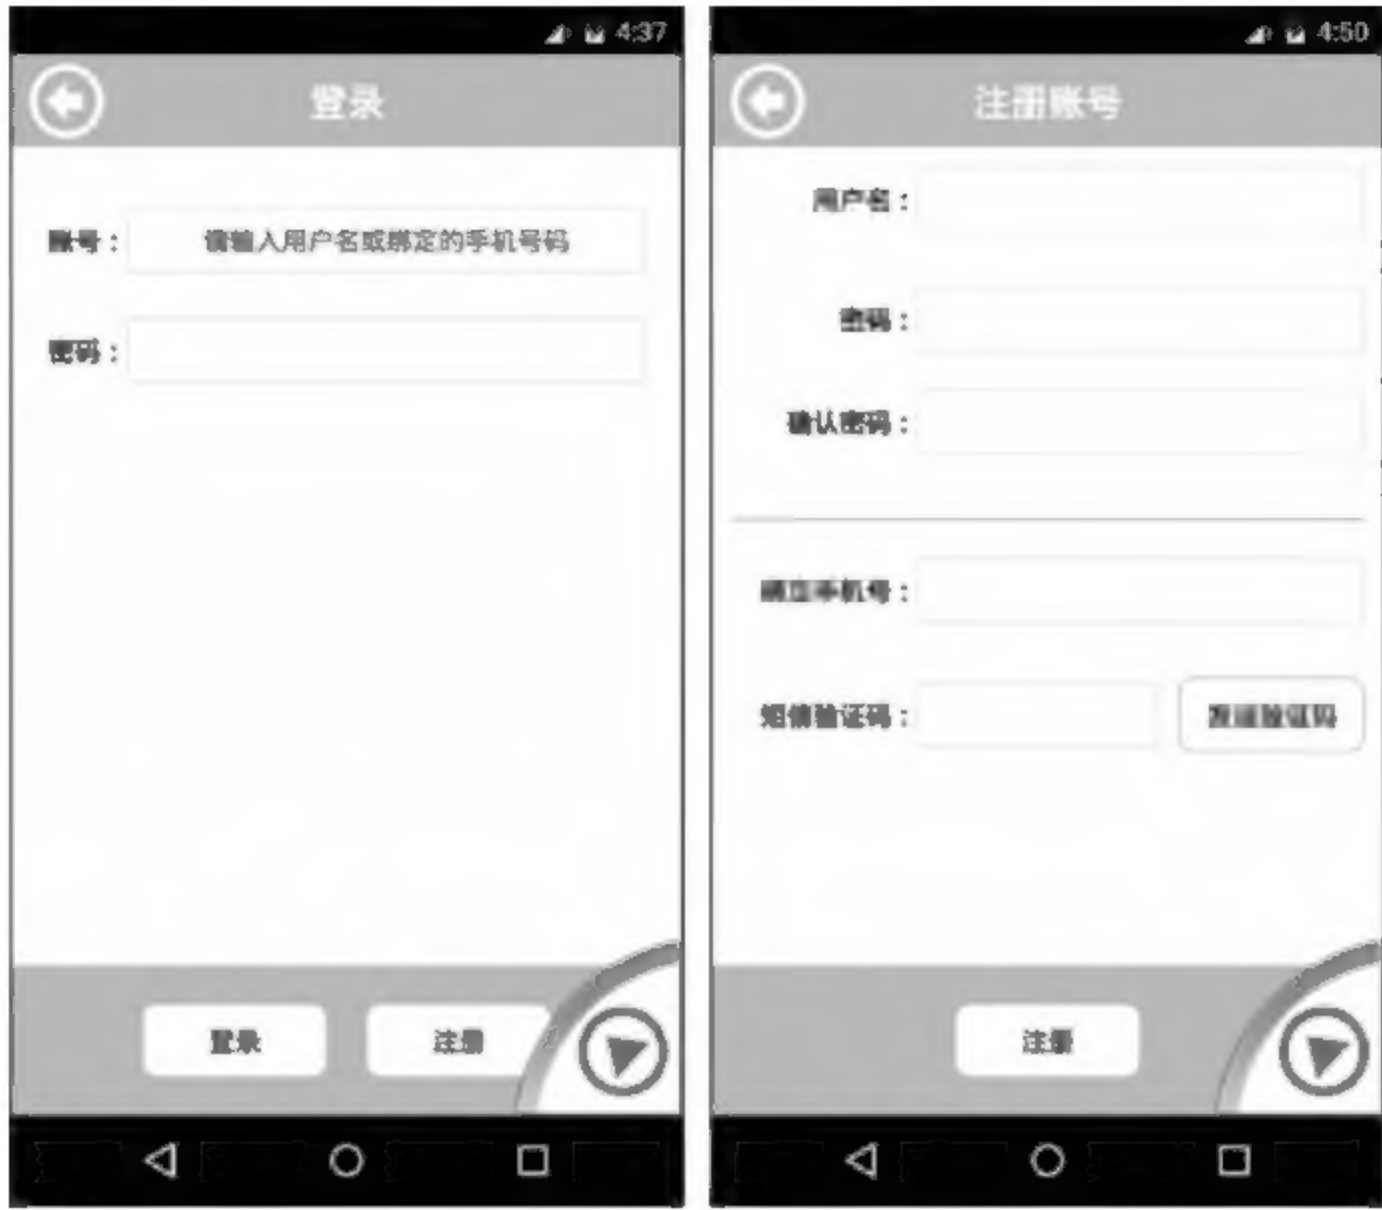 4:37
登录
账号：
请输入用户名或绑定的手机号码
密码：
登录
注册
4:50
注册账号
用户名：
密码：
确认密码：
绑定手机号：
短信验证码：
发送验证码
注册